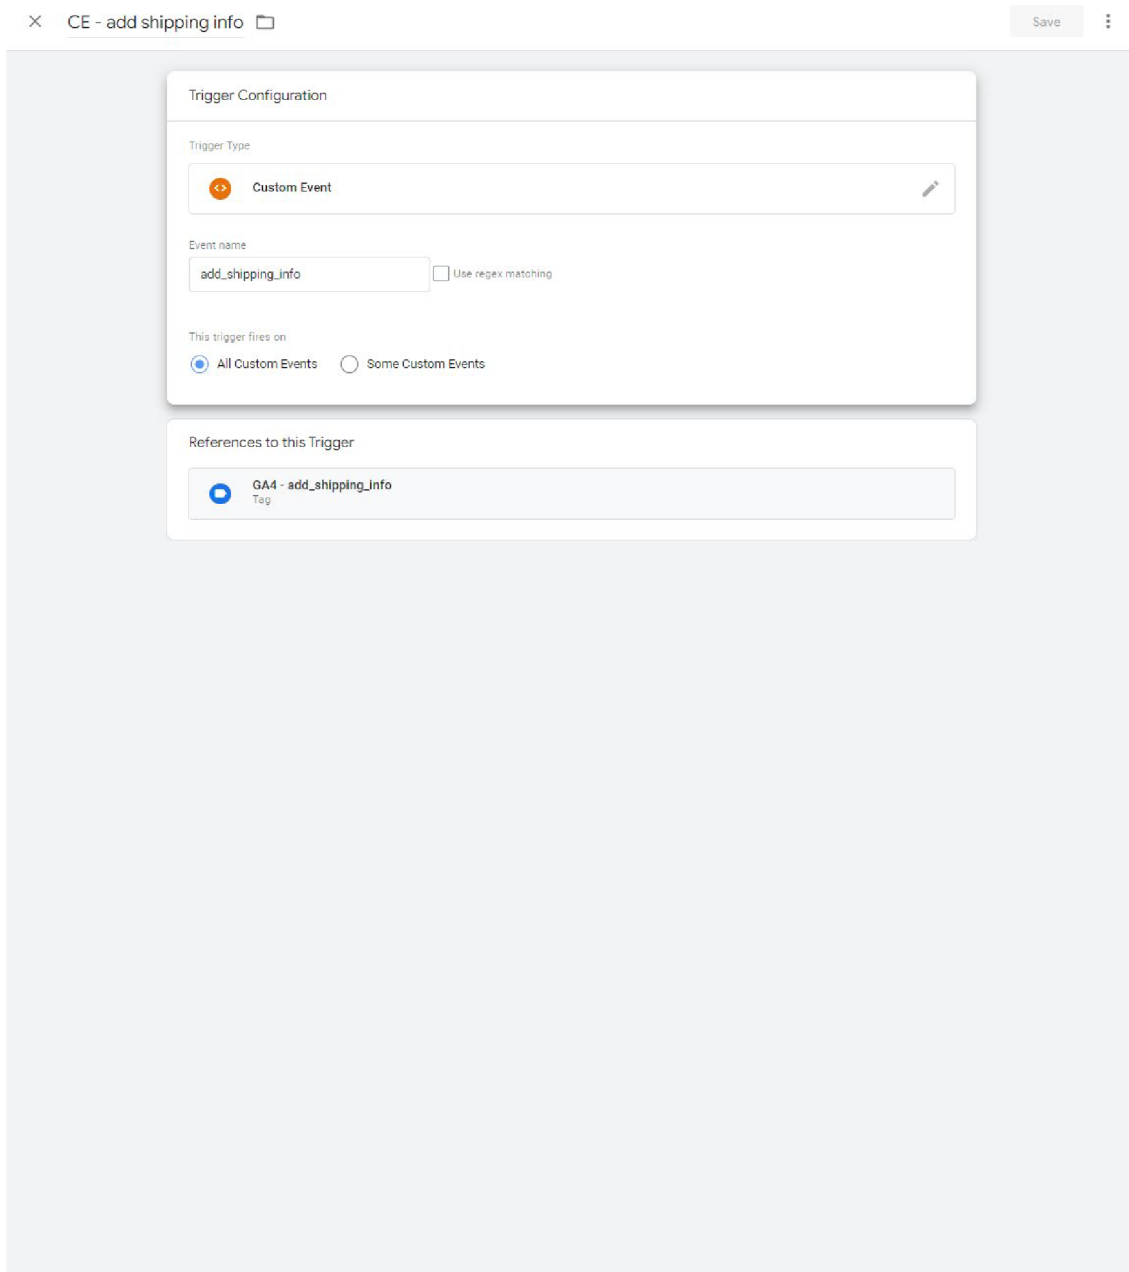 CE - add shipping info
Save
Trigger Configuration
Trigger Type
Custom Event
Event name
add_shipping_info
Use regex matching
This trigger fires on
All Custom Events Some Custom Events
References to this Trigger
GA4 - add_shipping_info
Tag